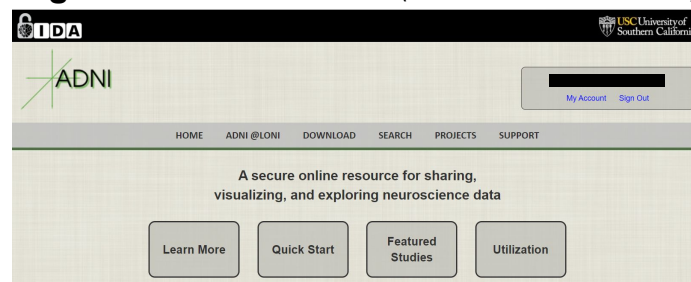 IDA
USC University of
Southern Californi
ADNI
My Account Sign Out
HOME ADNI @LONI DOWNLOAD SEARCH PROJECTS SUPPORT
A secure online resource for sharing,
visualizing, and exploring neuroscience data
Learn More
Quick Start
Featured
Studies
Utilization